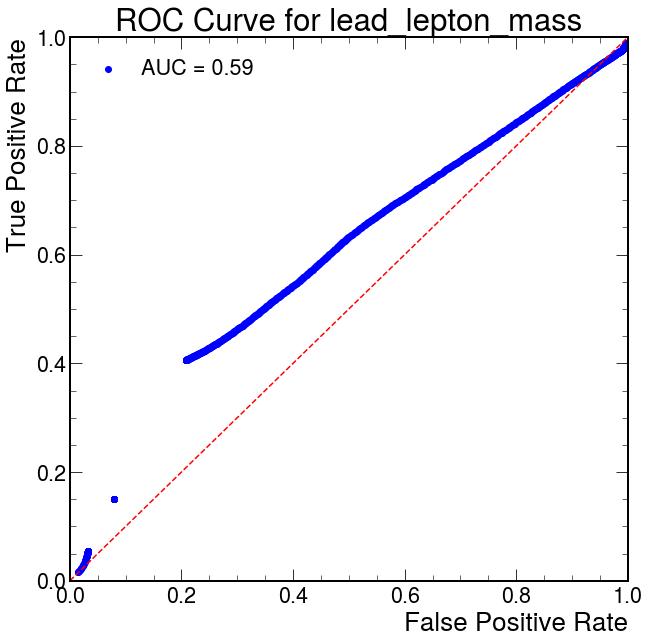 ROC Curve for lead_lepton_mass
AUC = 0.59
True Positive Rate
1.0
0.8
0.6
0.4
0.2
0.0
0.0 0.2 0.4 0.6 0.8 1.0
False Positive Rate